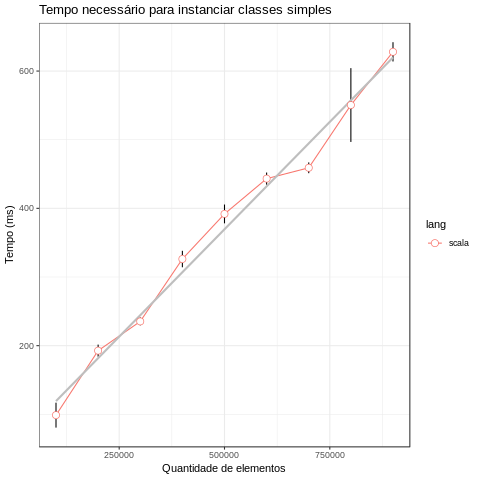 Tempo necessário para instanciar classes simples
600
400
200
Tempo (ms)
250000
500000
750000
Quantidade de elementos
lang
scala